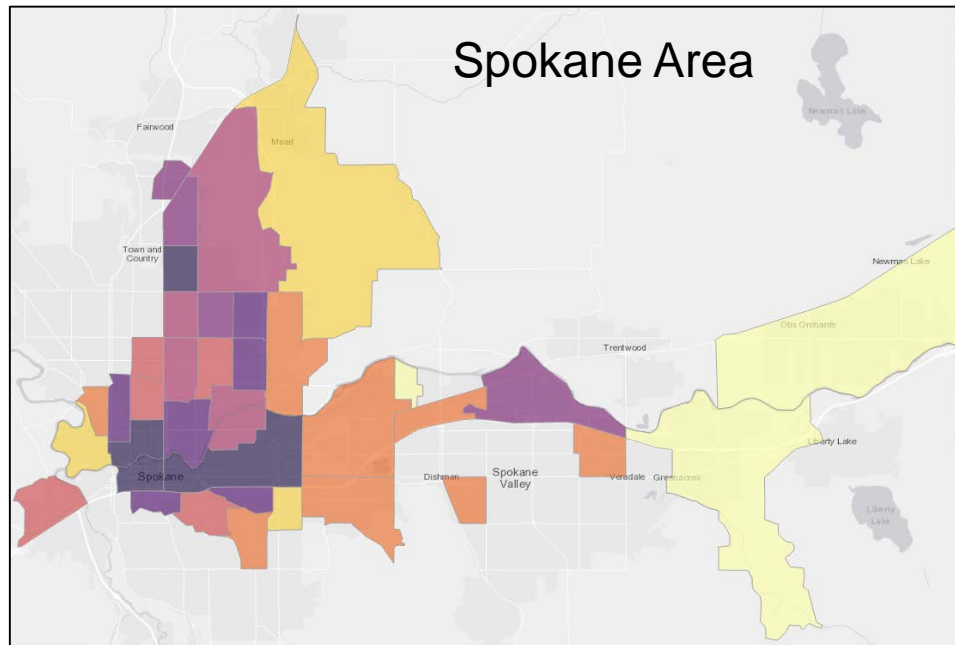 Spokane Area
Newman Lake
Fairwood
Mead
Town and
Country
Newman Lake
Otis Orchards
Trentwood
Liberty Lake
Spokane
Dishman
Spokane
Valley
Veradale
Greenacres
Liberty
Lake